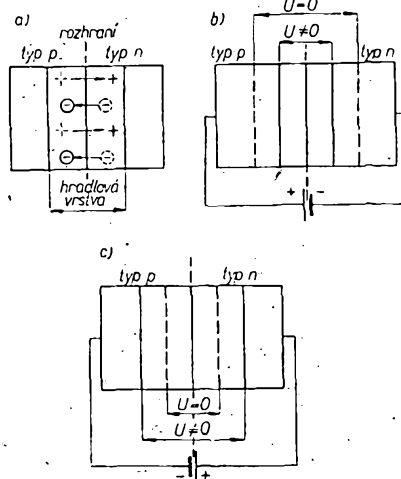 a)
rozhraní
typ p
typ n
+
+
-
-
+
+
-
-
hradlová
vrstva
b)
U=0
U≠0
typ p
typ n
+ -
c)
typ p
typ n
U=0
U≠0
- +